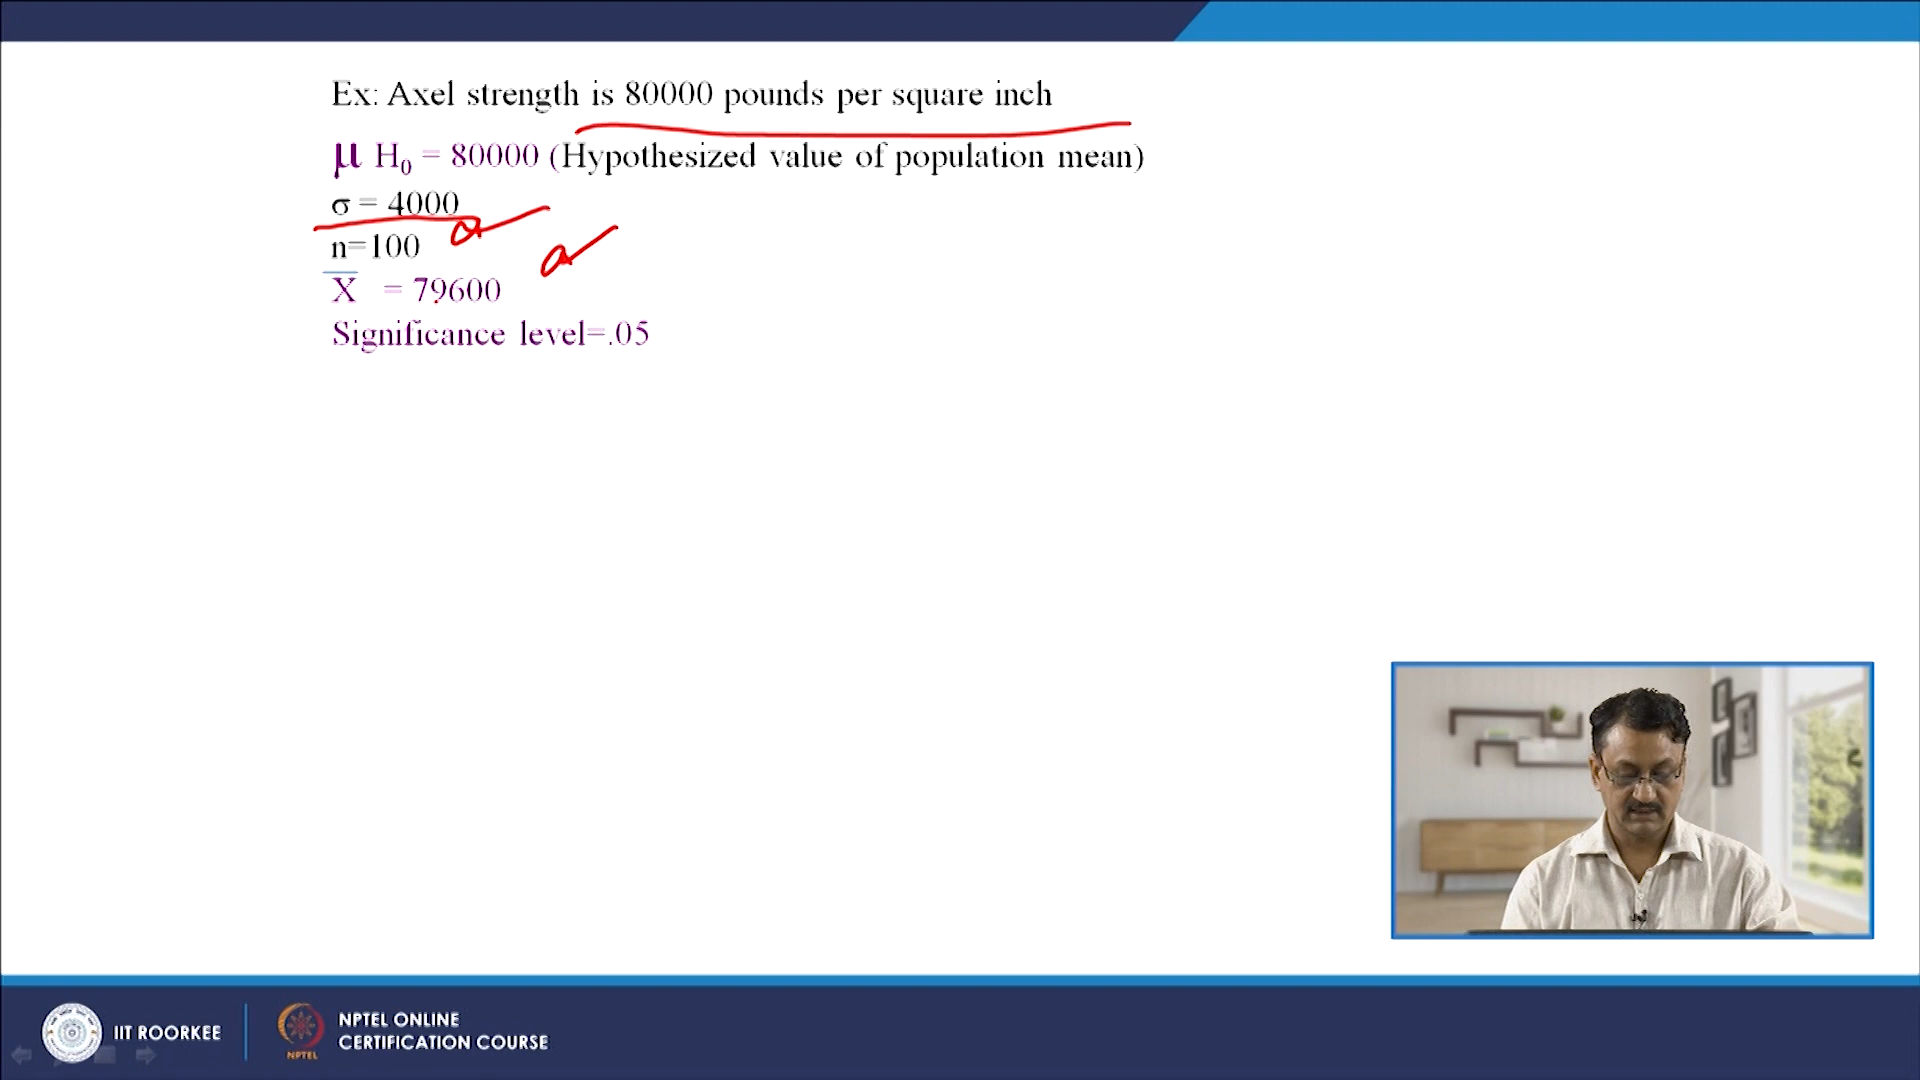 Ex: Axel strength is 80000 pounds per square inch
μ H₀ = 80000 (Hypothesized value of population mean)
σ = 4000
n=100
X̅ = 79600
Significance level=.05
IIT ROORKEE
NPTEL
NPTEL ONLINE
CERTIFICATION COURSE